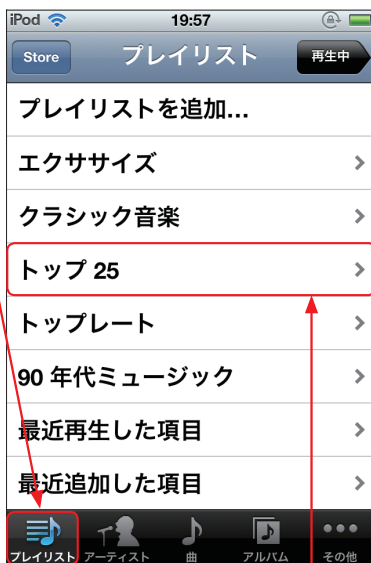 iPod 19:57
Store プレイリスト 再生中
プレイリストを追加...
エクササイズ
クラシック音楽
トップ 25
トップレート
90 年代ミュージック
最近再生した項目
最近追加した項目
プレイリスト アーティスト 曲 アルバム その他